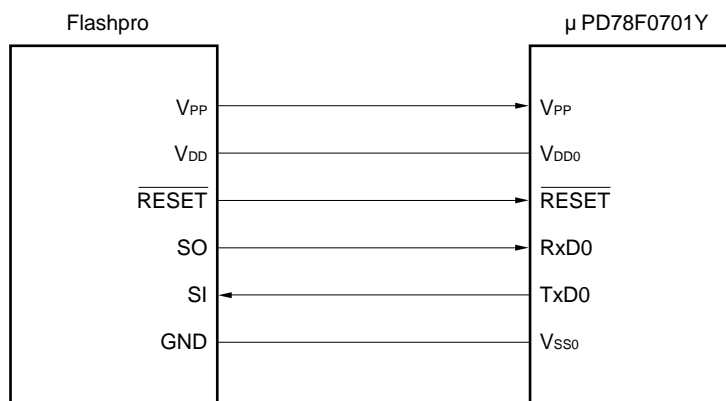 Flashpro μ PD78F0701Y
VPP VPP
VDD VDD0
RESET RESET
SO RxD0
SI TxD0
GND VSS0